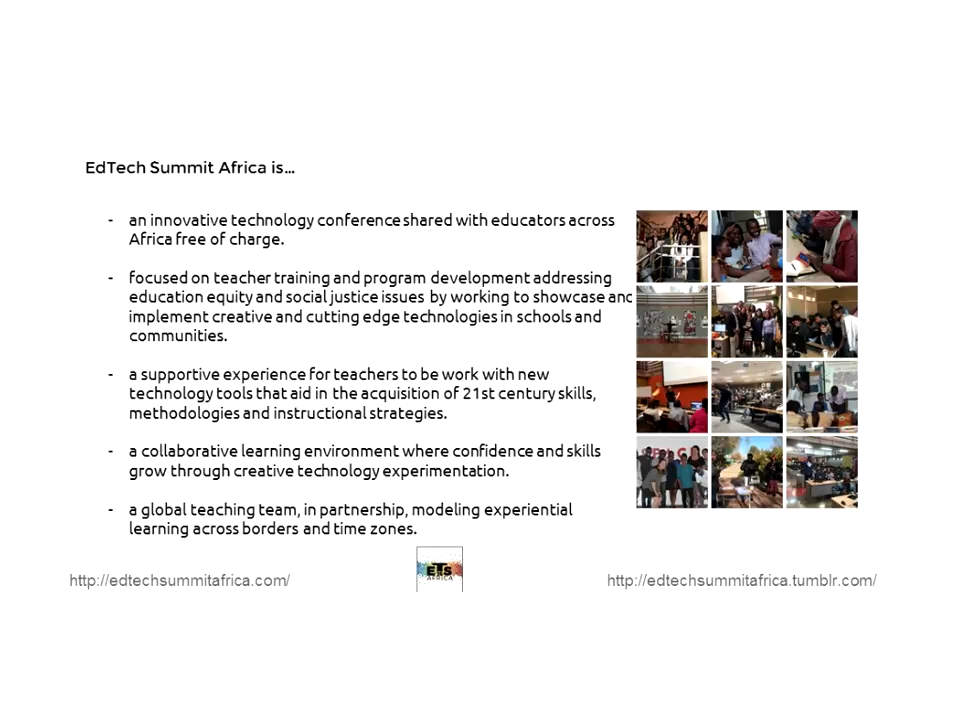 EdTech Summit Africa is...
- an innovative technology conference shared with educators across
Africa free of charge.
- focused on teacher training and program development addressing
education equity and social justice issues by working to showcase and
implement creative and cutting edge technologies in schools and
communities.
- a supportive experience for teachers to be work with new
technology tools that aid in the acquisition of 21st century skills,
methodologies and instructional strategies.
- a collaborative learning environment where confidence and skills
grow through creative technology experimentation.
- a global teaching team, in partnership, modeling experiential
learning across borders and time zones.
ETS
AFRICA
http://edtechsummitafrica.com/
http://edtechsummitafrica.tumblr.com/